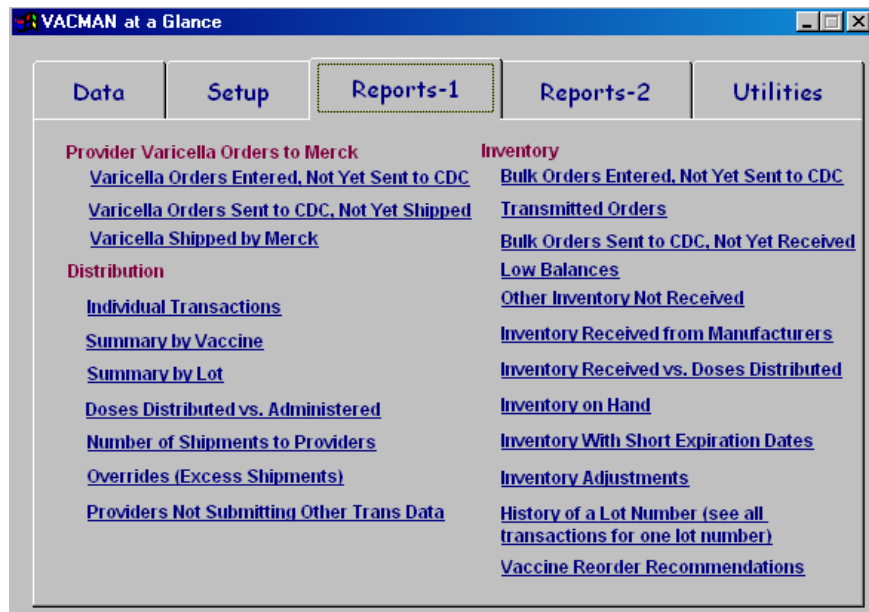 VACMAN at a Glance
Data
Setup
Reports-1
Reports-2
Utilities
Provider Varicella Orders to Merck
Varicella Orders Entered, Not Yet Sent to CDC
Varicella Orders Sent to CDC, Not Yet Shipped
Varicella Shipped by Merck
Distribution
Individual Transactions
Summary by Vaccine
Summary by Lot
Doses Distributed vs. Administered
Number of Shipments to Providers
Overrides (Excess Shipments)
Providers Not Submitting Other Trans Data
Inventory
Bulk Orders Entered, Not Yet Sent to CDC
Transmitted Orders
Bulk Orders Sent to CDC, Not Yet Received
Low Balances
Other Inventory Not Received
Inventory Received from Manufacturers
Inventory Received vs. Doses Distributed
Inventory on Hand
Inventory With Short Expiration Dates
Inventory Adjustments
History of a Lot Number (see all
transactions for one lot number)
Vaccine Reorder Recommendations